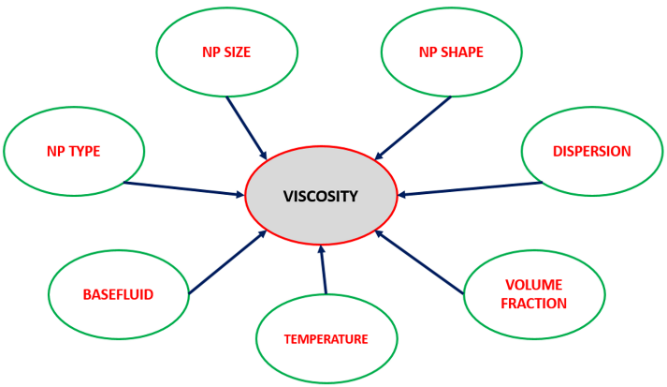 NP SIZE
NP SHAPE
NP TYPE
DISPERSION
VISCOSITY
BASEFLUID
VOLUME
FRACTION
TEMPERATURE